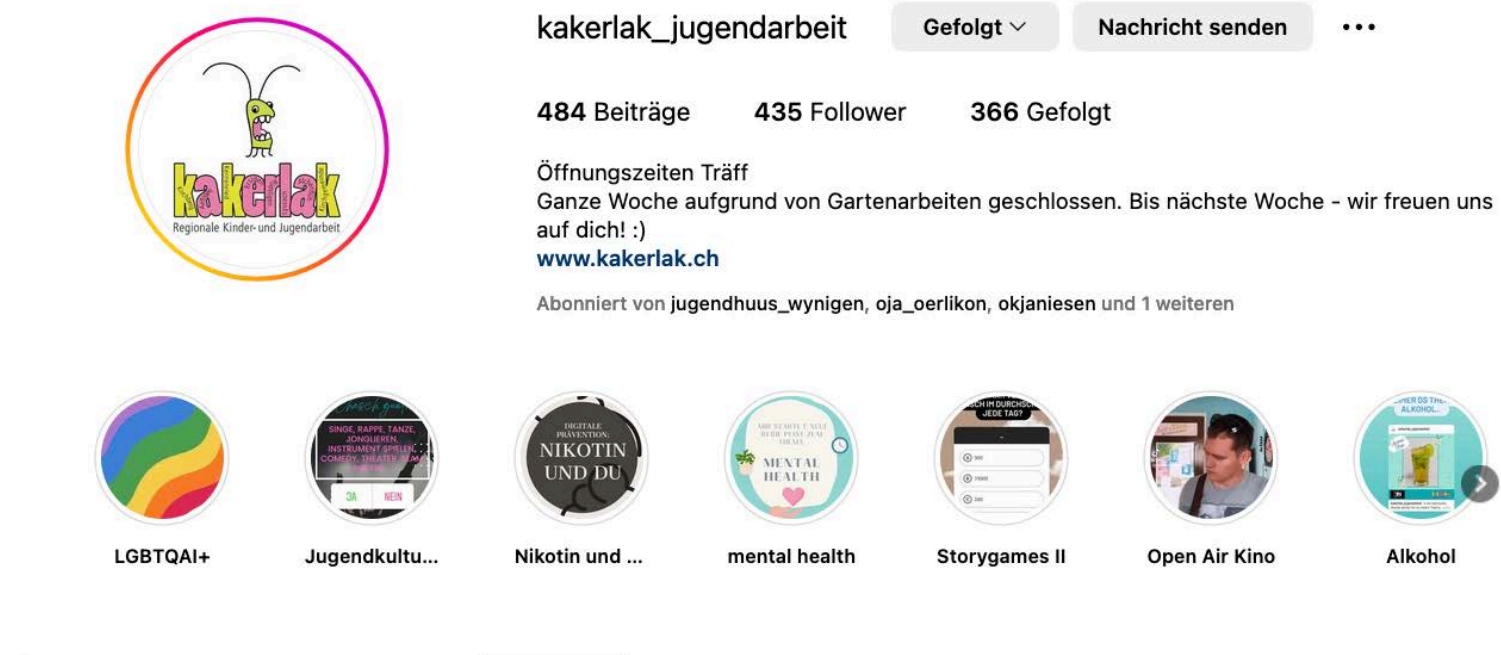 kakerlak_jugendarbeit
Gefolgt
Nachricht senden
484 Beiträge 435 Follower 366 Gefolgt
kakerlak
Regionale Kinder- und Jugendarbeit
Öffnungszeiten Träff
Ganze Woche aufgrund von Gartenarbeiten geschlossen. Bis nächste Woche - wir freuen uns
auf dich! :)
www.kakerlak.ch
Abonniert von jugendhuus_wynigen, oja_oerlikon, okjaniesen und 1 weiteren
SINGE, RAPPE, TANZE,
JONGLIEREN,
INSTRUMENT SPIELEN,
COMEDY, THEATER
JA NEIN
DIGITALE
PRÄVENTION:
NIKOTIN
UND DU
MENTAL
HEALTH
JEDE TAG?
ALKOHOL..
LGBTQAI+
Jugendkultu...
Nikotin und ...
mental health
Storygames II
Open Air Kino
Alkohol